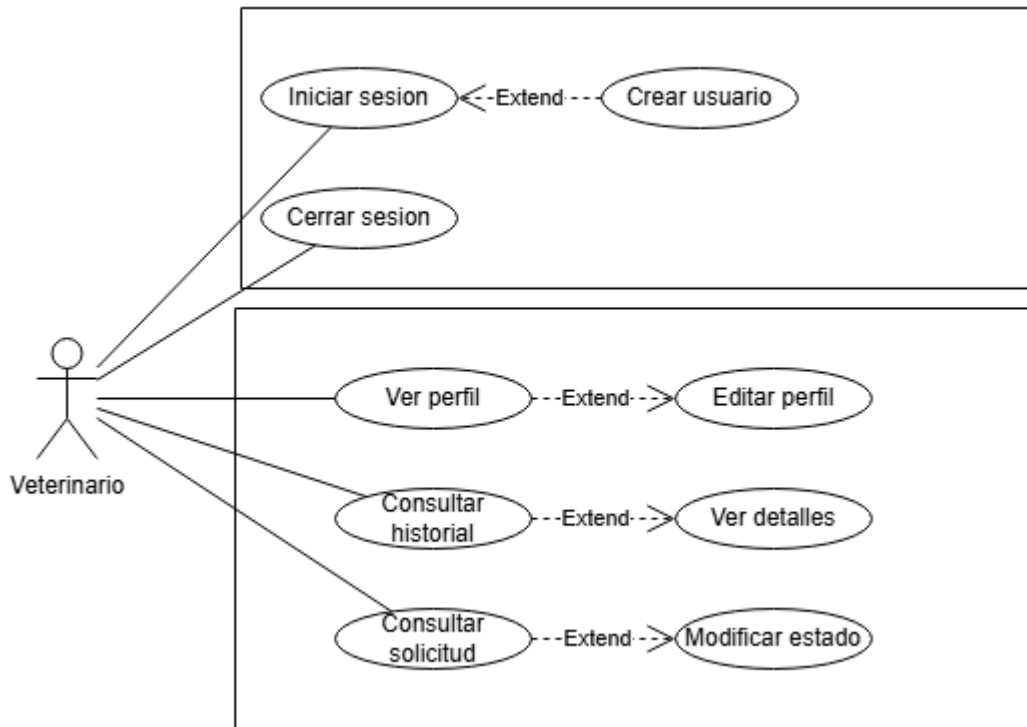 Iniciar sesion
Extend
Crear usuario
Cerrar sesion
Veterinario
Ver perfil
Extend
Editar perfil
Consultar
historial
Extend
Ver detalles
Consultar
solicitud
Extend
Modificar estado